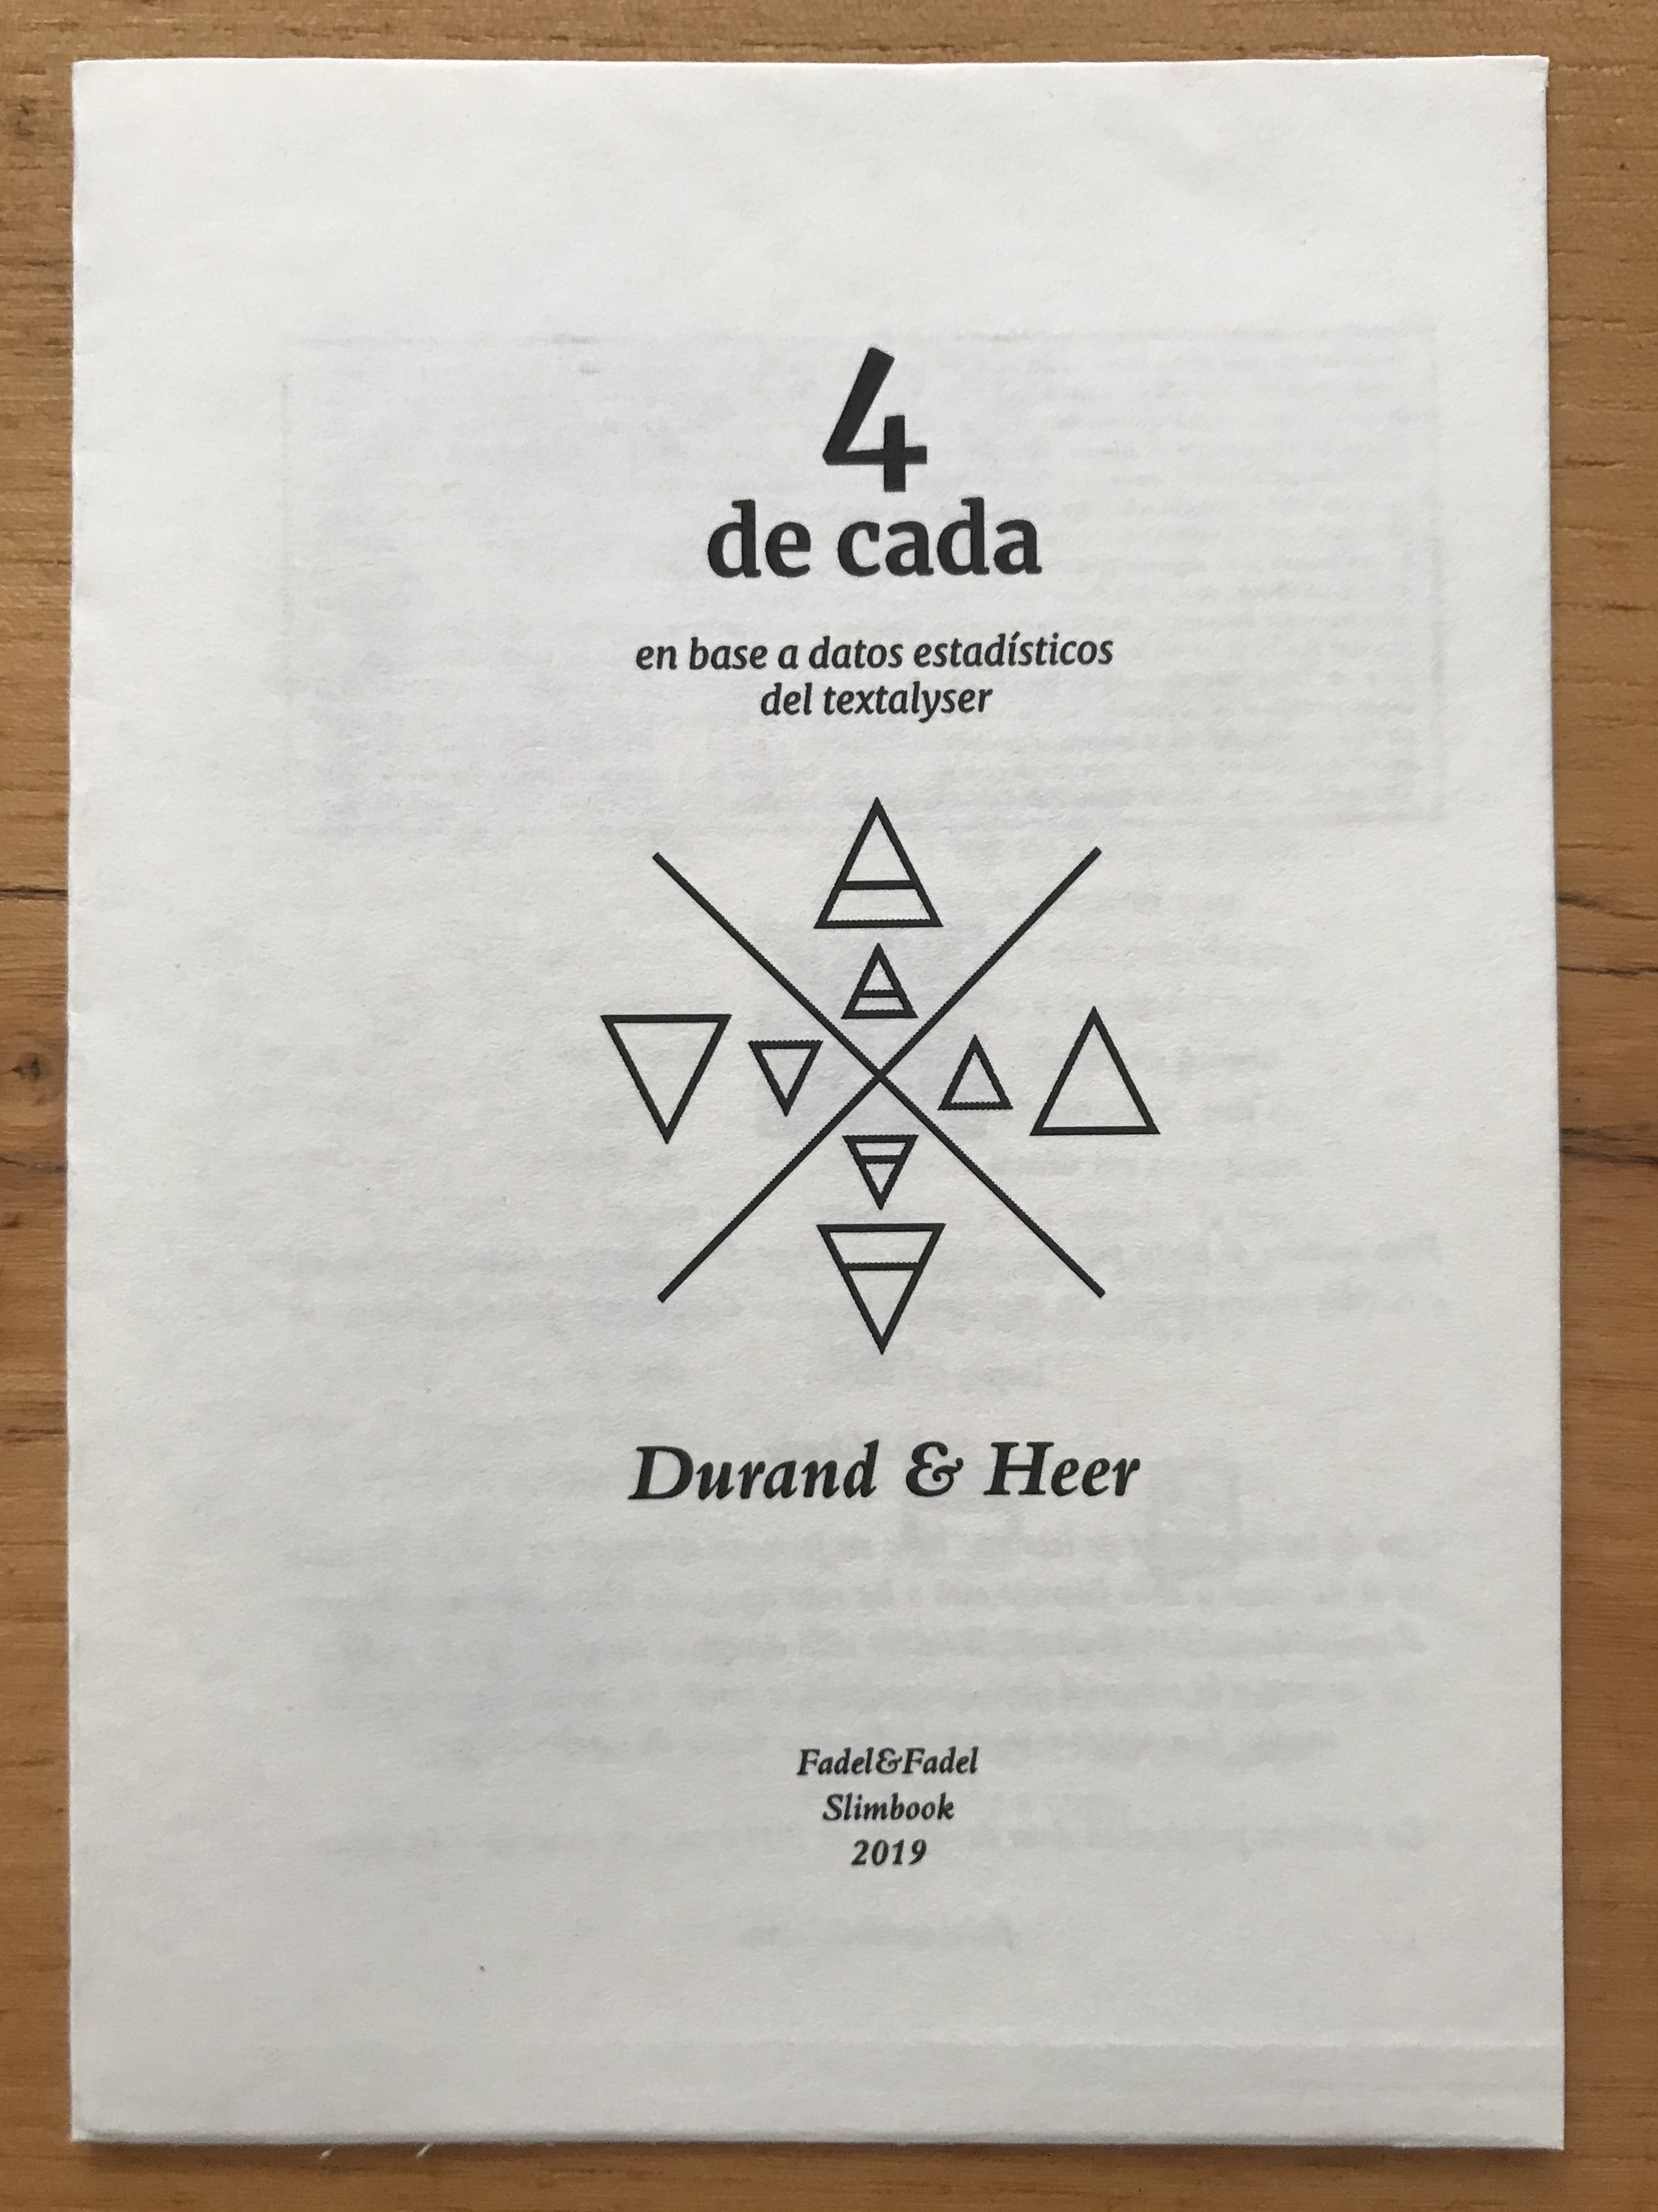 4
de cada
en base a datos estadísticos
del textalyser
Durand & Heer
Fadel&Fadel
Slimbook
2019